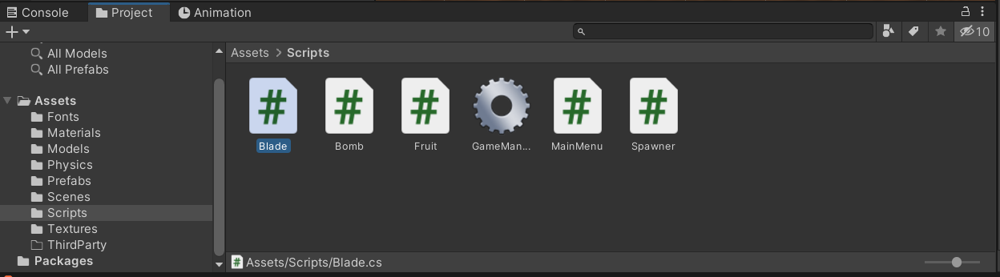 Console Project Animation
10
All Models
All Prefabs
Assets
Fonts
Materials
Models
Physics
Prefabs
Scenes
Scripts
Textures
ThirdParty
Packages
Assets > Scripts
Blade Bomb Fruit GameMan... MainMenu Spawner
Assets/Scripts/Blade.cs